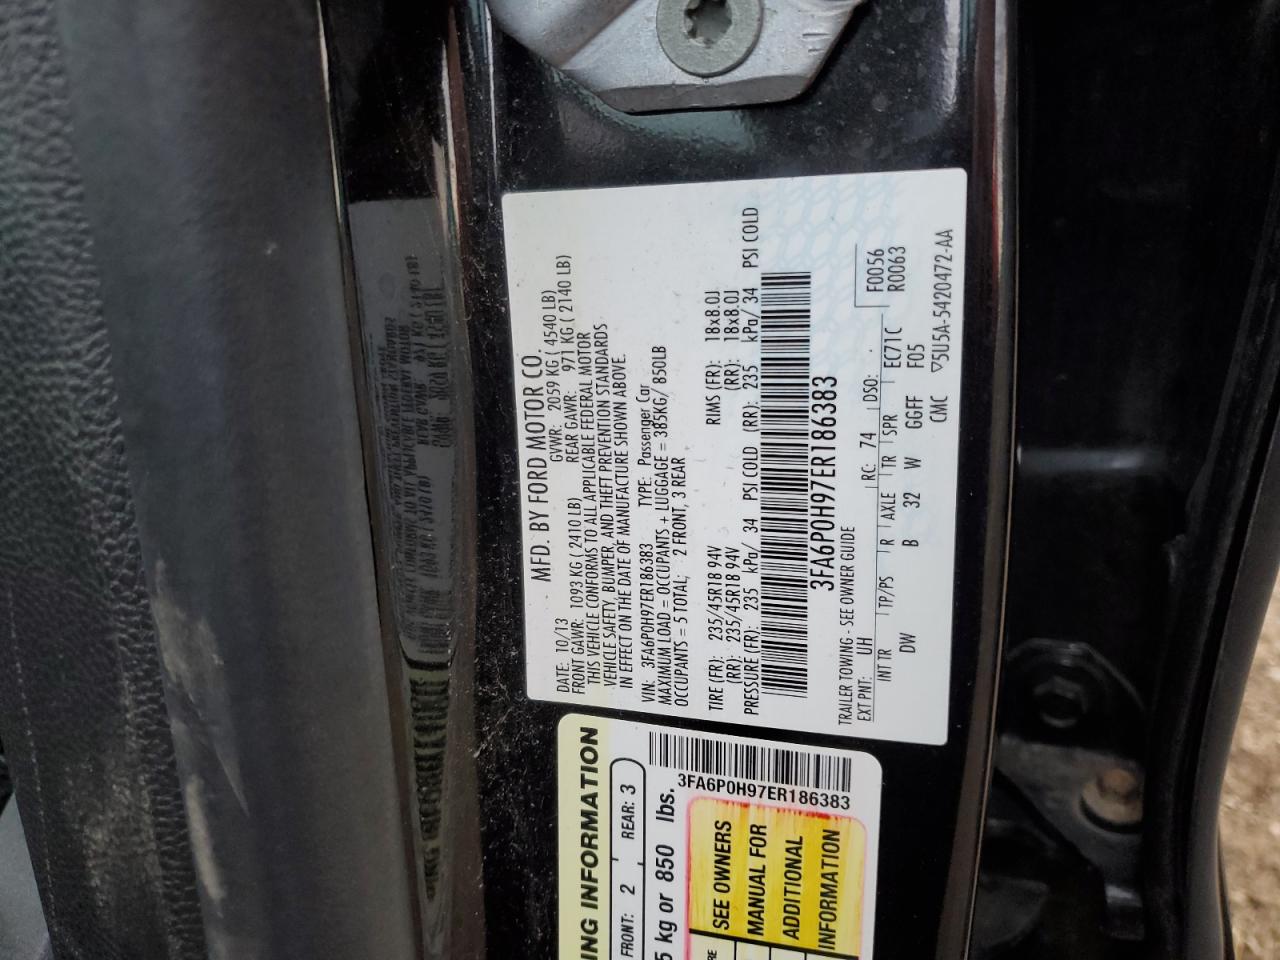 MFD. BY FORD MOTOR CO.
DATE: 10/13 GVWR: 2059 KG ( 4540 LB)
FRONT GAWR: 1093 KG ( 2410 LB) REAR GAWR: 971 KG ( 2140 LB)
THIS VEHICLE CONFORMS TO ALL APPLICABLE FEDERAL MOTOR
VEHICLE SAFETY, BUMPER, AND THEFT PREVENTION STANDARDS
IN EFFECT ON THE DATE OF MANUFACTURE SHOWN ABOVE.
VIN: 3FA6P0H97ER186383 TYPE: Passenger Car
MAXIMUM LOAD = OCCUPANTS + LUGGAGE = 385KG/ 850LB
OCCUPANTS = 5 TOTAL; 2 FRONT, 3 REAR
TIRE (FR): 235/45R18 94V RIMS (FR): 18x8.0J
(RR): 235/45R18 94V (RR): 18x8.0J
PRESSURE (FR): 235 kPa/ 34 PSI COLD (RR): 235 kPa/ 34 PSI COLD
3FA6P0H97ER186383
TRAILER TOWING - SEE OWNER GUIDE
EXT PNT: UH RC: 74 DSO: F0056
INT TR TP/PS R AXLE TR SPR EC71C R0063
DW B 32 W GGFF F05
CMC ▽5U5A-5420472-AA
ING INFORMATION
FRONT: 2 REAR: 3
3FA6P0H97ER186383
5 kg or 850 lbs.
SEE OWNERS
MANUAL FOR
ADDITIONAL
INFORMATION